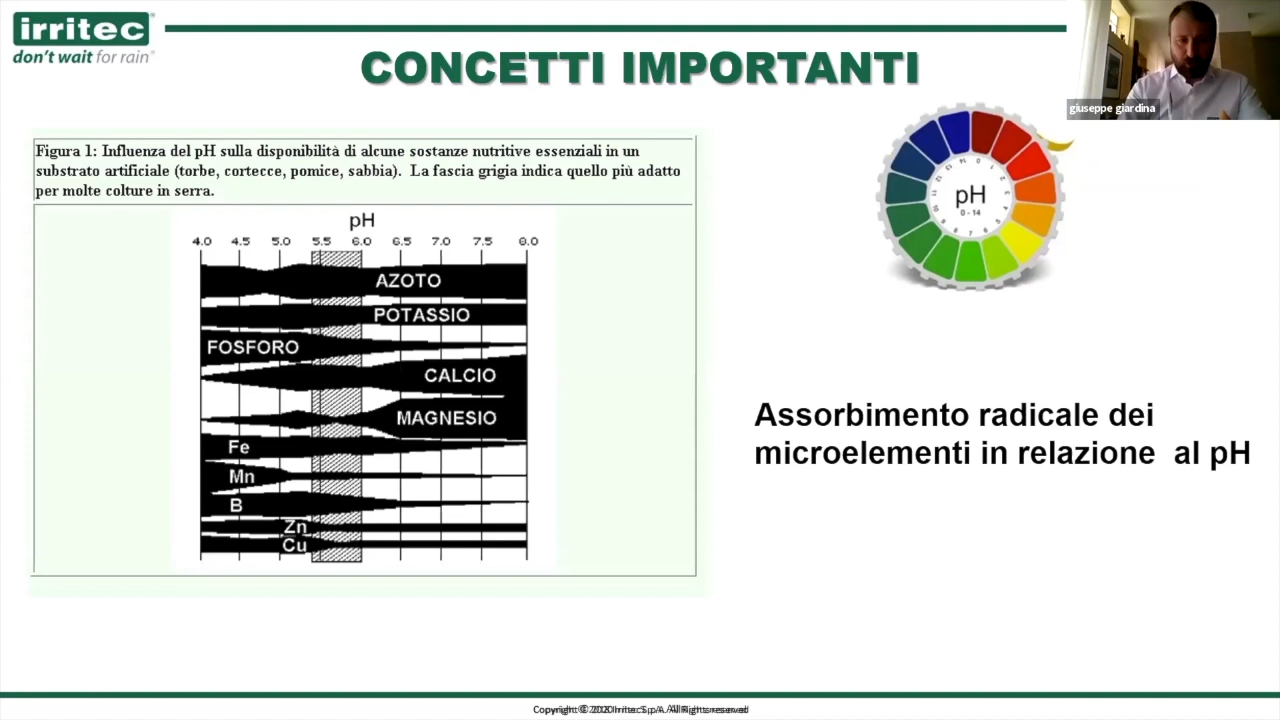 irritec
don't wait for rain®
CONCETTI IMPORTANTI
giuseppe giardina
Figura 1: Influenza del pH sulla disponibilità di alcune sostanze nutritive essenziali in un
substrato artificiale (torbe, cortecce, pomice, sabbia). La fascia grigia indica quello più adatto
per molte colture in serra.
pH
4.0 4.5 5.0 5.5 6.0 6.5 7.0 7.5 8.0
AZOTO
POTASSIO
FOSFORO
CALCIO
MAGNESIO
Fe
Mn
B
Zn
Cu
pH
0 - 14
Assorbimento radicale dei
microelementi in relazione al pH
Copyright © 2020 Irritec S.p.A. All Rights reserved